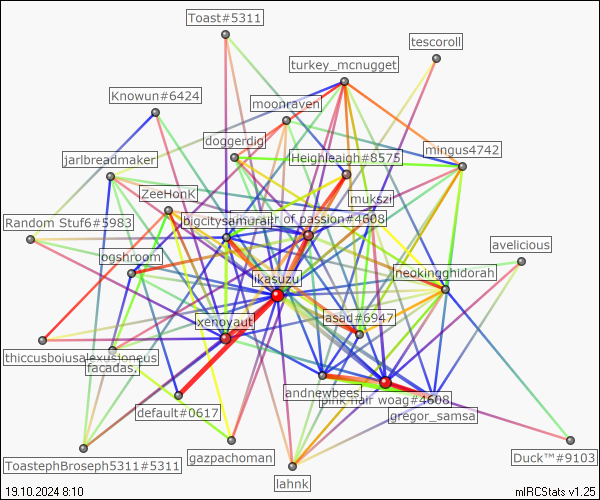 Toast#5311
tescoroll
turkey_mcnugget
Knowun#6424
moonraven
doggerdig
mingus4742
jarlbreadmaker
Heighleaigh#8575
ZeeHonK
mukszil
Random Stuf6#5983
bigcitysamurai
of passion#4608
avelicious
ogshroom
ikasuzu
neokingghidorah
xenoyaut
asad#6947
thiccusboiusalexusioneus
facadas.
andnewbees
pink hair woag#4608
default#0617
gregor_samsa
gazpachoman
ToastephBroseph5311#5311
Duck™#9103
lahnk
19.10.2024 8:10
mIRCStats v1.25